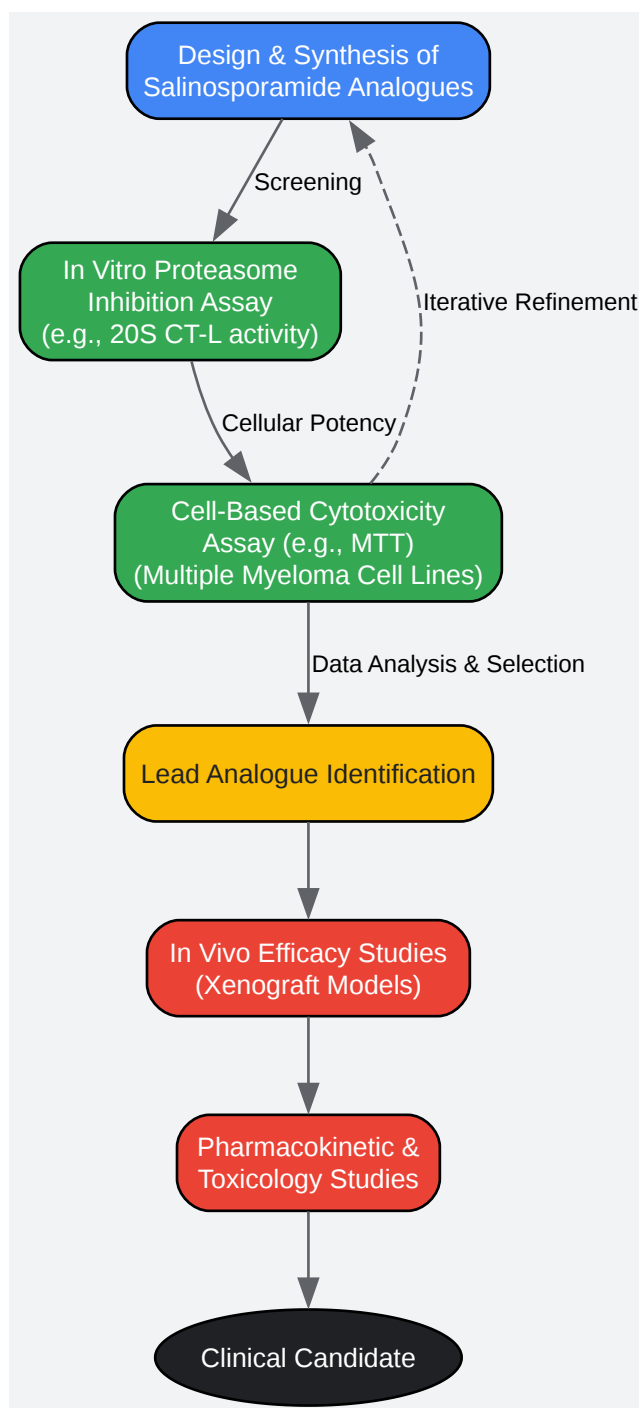 Design & Synthesis of
Salinosporamide Analogues
Screening
In Vitro Proteasome
Inhibition Assay
(e.g., 20S CT-L activity)
Iterative Refinement
Cellular Potency
Cell-Based Cytotoxicity
Assay (e.g., MTT)
(Multiple Myeloma Cell Lines)
Data Analysis & Selection
Lead Analogue Identification
In Vivo Efficacy Studies
(Xenograft Models)
Pharmacokinetic &
Toxicology Studies
Clinical Candidate